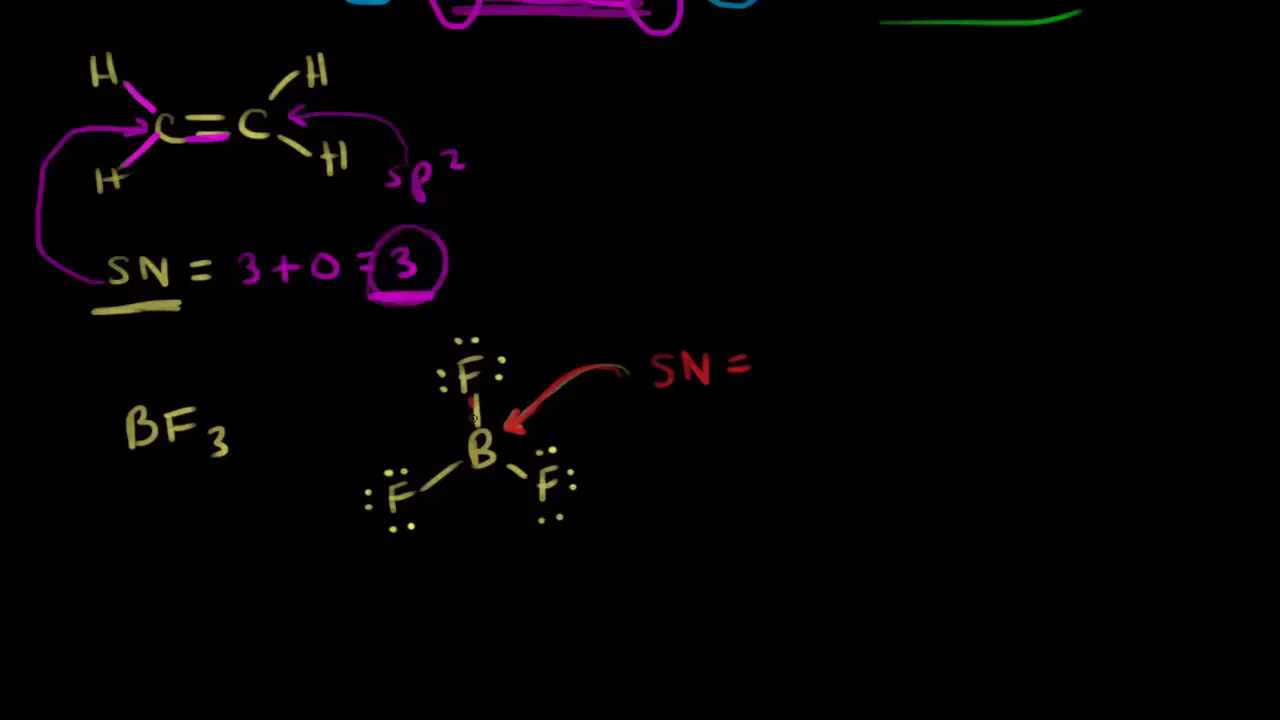 H H
C=C
H H
sp²
SN = 3+0=3
F SN =
BF₃ B
F F